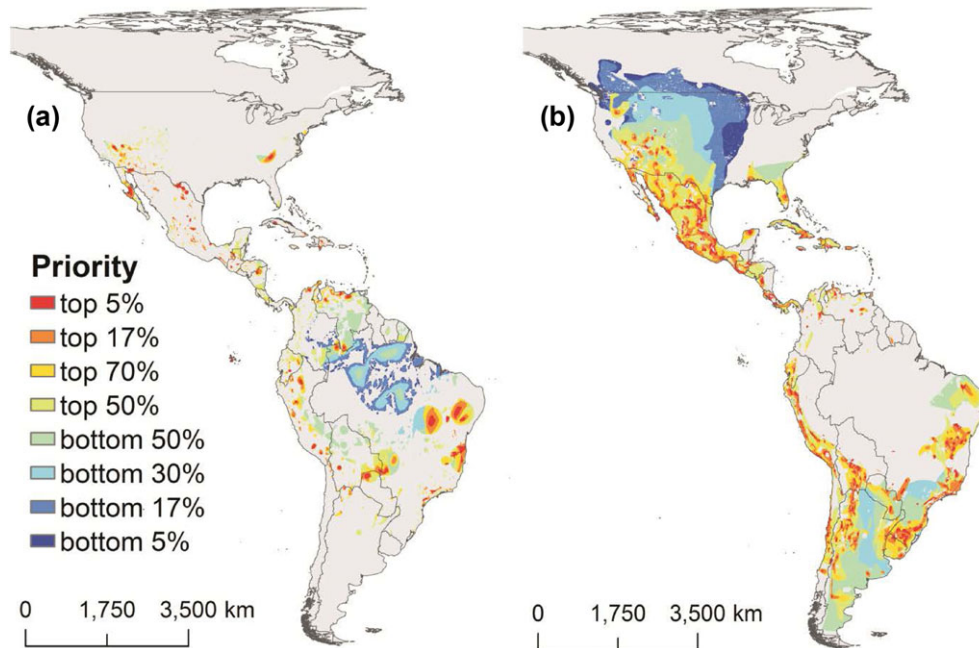 (a)
(b)
Priority
top 5%
top 17%
top 70%
top 50%
bottom 50%
bottom 30%
bottom 17%
bottom 5%
0 1,750 3,500 km
0 1,750 3,500 km